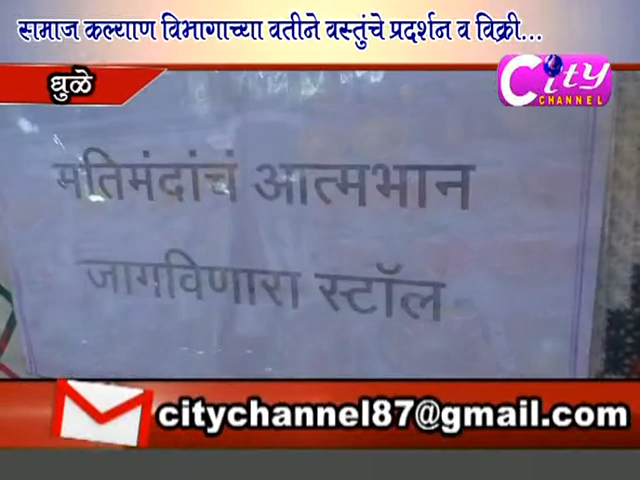 समाज कल्याण विभागाच्या वतीने वस्तुंचे प्रदर्शन व विक्री...
धुळे
City
CHANNEL
मतिमंदांचं आत्मभान
जागविणारा स्टॉल
citychannel87@gmail.com